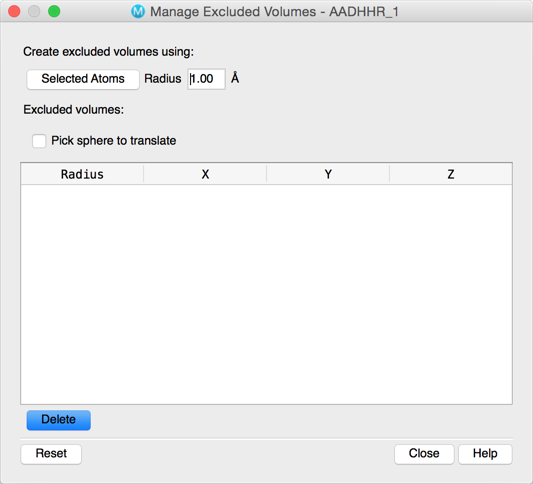 M Manage Excluded Volumes - AADHHR_1
Create excluded volumes using:
Selected Atoms Radius 1.00 Å
Excluded volumes:
Pick sphere to translate
Radius X Y Z
Delete
Reset Close Help